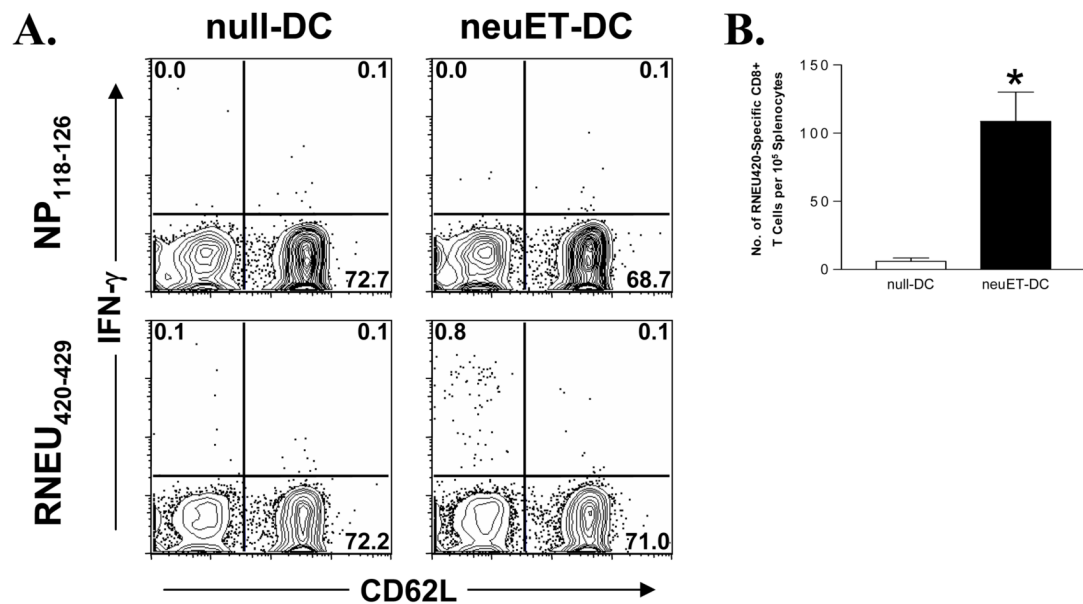 A.
null-DC
neuET-DC
B.
0.0
0.1
72.7
0.0
0.1
68.7
0.1
0.1
72.2
0.8
0.1
71.0
NP118-126
RNEU420-429
IFN-γ
CD62L
No. of RNEU420-Specific CD8+
T Cells per 10⁵ Splenocytes
150
100
50
0
*
null-DC
neuET-DC